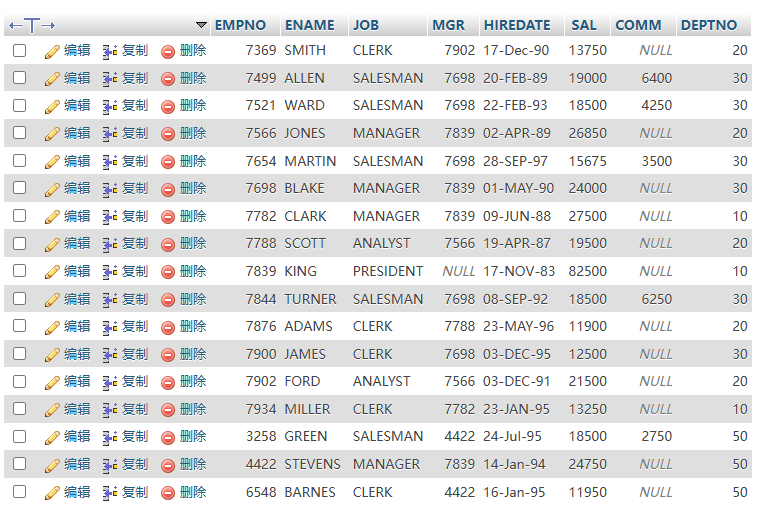 EMPNO ENAME JOB MGR HIREDATE SAL COMM DEPTNO
编辑 复制 删除 7369 SMITH CLERK 7902 17-Dec-90 13750 NULL 20
编辑 复制 删除 7499 ALLEN SALESMAN 7698 20-FEB-89 19000 6400 30
编辑 复制 删除 7521 WARD SALESMAN 7698 22-FEB-93 18500 4250 30
编辑 复制 删除 7566 JONES MANAGER 7839 02-APR-89 26850 NULL 20
编辑 复制 删除 7654 MARTIN SALESMAN 7698 28-SEP-97 15675 3500 30
编辑 复制 删除 7698 BLAKE MANAGER 7839 01-MAY-90 24000 NULL 30
编辑 复制 删除 7782 CLARK MANAGER 7839 09-JUN-88 27500 NULL 10
编辑 复制 删除 7788 SCOTT ANALYST 7566 19-APR-87 19500 NULL 20
编辑 复制 删除 7839 KING PRESIDENT NULL 17-NOV-83 82500 NULL 10
编辑 复制 删除 7844 TURNER SALESMAN 7698 08-SEP-92 18500 6250 30
编辑 复制 删除 7876 ADAMS CLERK 7788 23-MAY-96 11900 NULL 20
编辑 复制 删除 7900 JAMES CLERK 7698 03-DEC-95 12500 NULL 30
编辑 复制 删除 7902 FORD ANALYST 7566 03-DEC-91 21500 NULL 20
编辑 复制 删除 7934 MILLER CLERK 7782 23-JAN-95 13250 NULL 10
编辑 复制 删除 3258 GREEN SALESMAN 4422 24-Jul-95 18500 2750 50
编辑 复制 删除 4422 STEVENS MANAGER 7839 14-Jan-94 24750 NULL 50
编辑 复制 删除 6548 BARNES CLERK 4422 16-Jan-95 11950 NULL 50